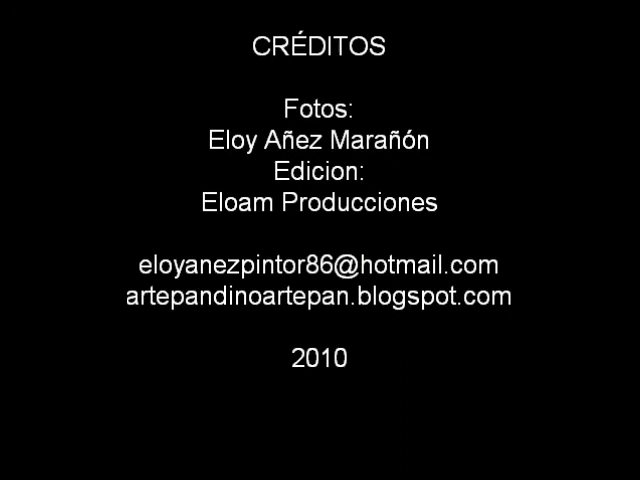 CRÉDITOS
Fotos:
Eloy Añez Marañón
Edicion:
Eloam Producciones
eloyanezpintor86@hotmail.com
artepandinoartepan.blogspot.com
2010